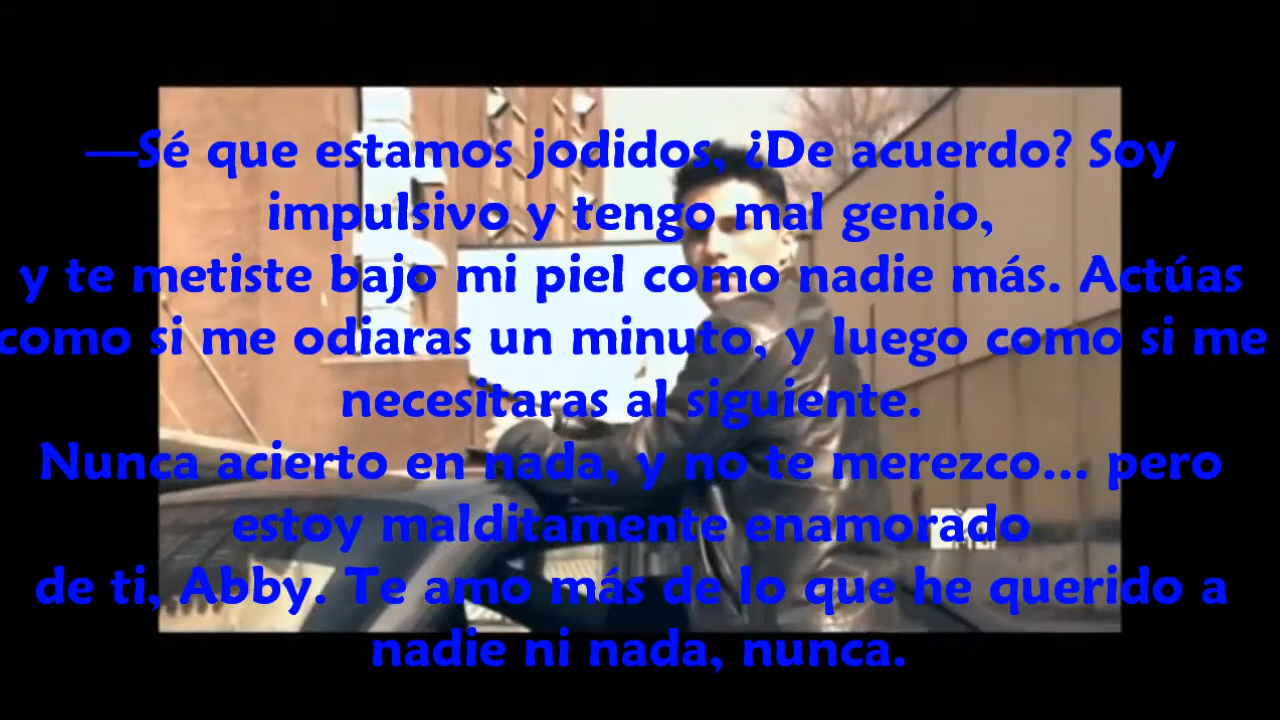 —Sé que estamos jodidos, ¿De acuerdo? Soy
impulsivo y tengo mal genio,
y te metiste bajo mi piel como nadie más. Actúas
como si me odiaras un minuto, y luego como si me
necesitaras al siguiente.
Nunca acierto en nada, y no te merezco... pero
estoy malditamente enamorado
de ti, Abby. Te amo más de lo que he querido a
nadie ni nada, nunca.